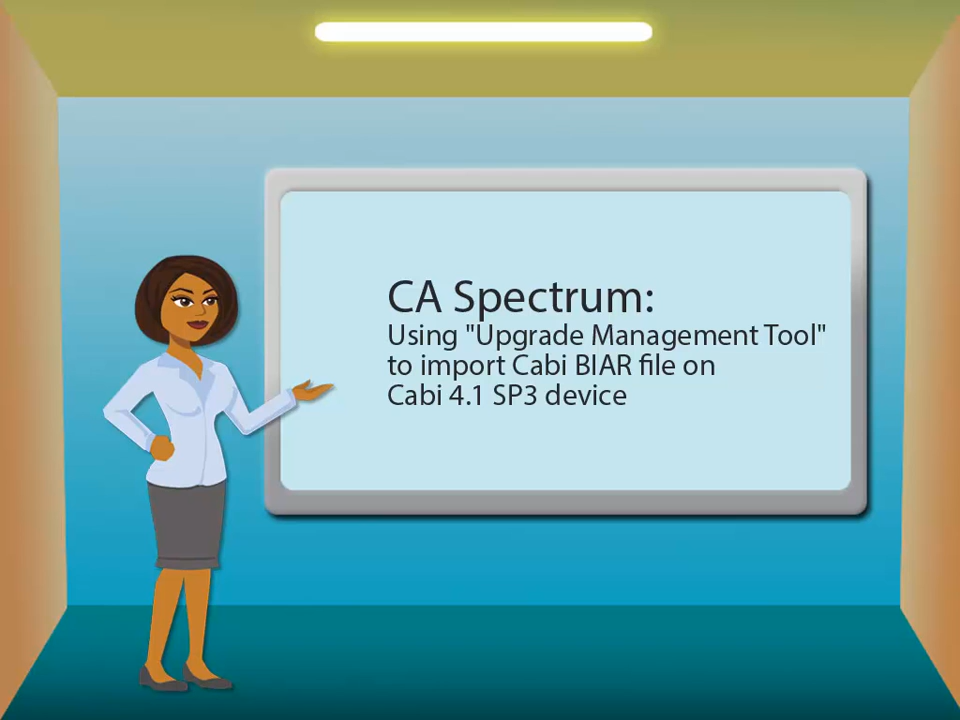 CA Spectrum:
Using "Upgrade Management Tool"
to import Cabi BIAR file on
Cabi 4.1 SP3 device